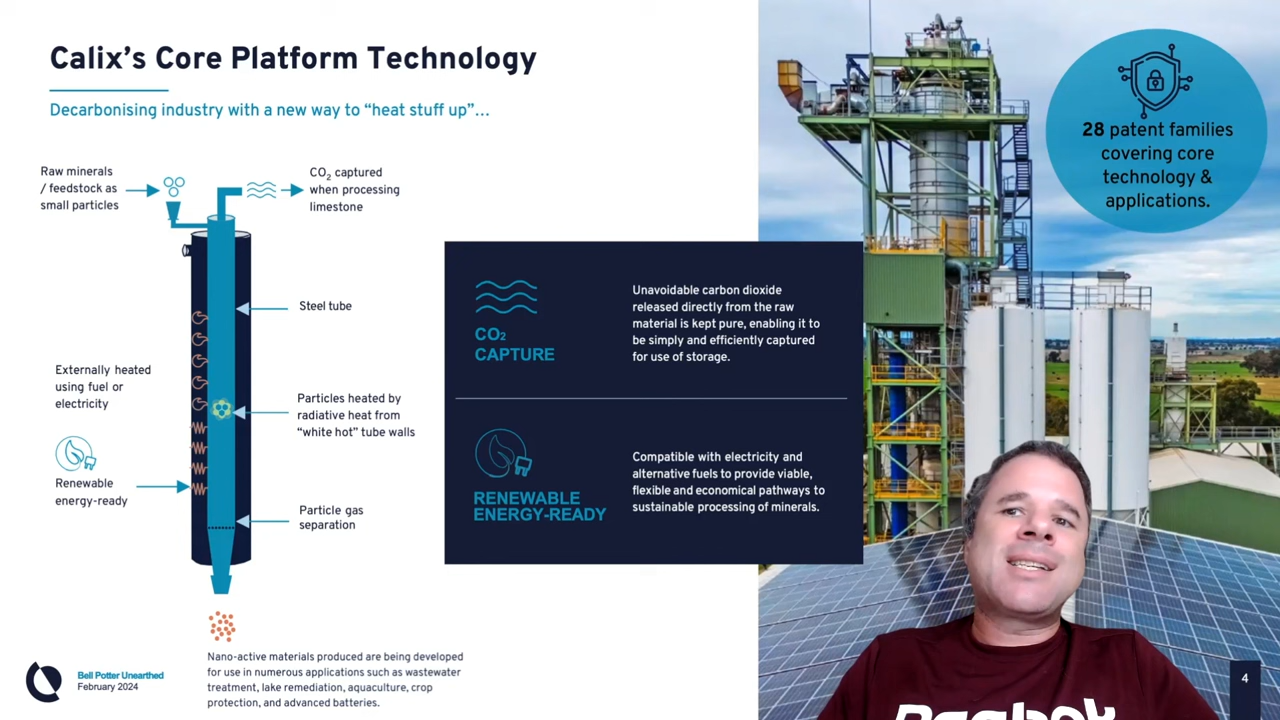 Calix’s Core Platform Technology
Decarbonising industry with a new way to “heat stuff up”…
Raw minerals
/ feedstock as
small particles
CO2 captured
when processing
limestone
Steel tube
Externally heated
using fuel or
electricity
Particles heated by
radiative heat from
“white hot” tube walls
Renewable
energy-ready
Particle gas
separation
Nano-active materials produced are being developed
for use in numerous applications such as wastewater
treatment, lake remediation, aquaculture, crop
protection, and advanced batteries.
CO2
CAPTURE
Unavoidable carbon dioxide
released directly from the raw
material is kept pure, enabling it to
be simply and efficiently captured
for use of storage.
RENEWABLE
ENERGY-READY
Compatible with electricity and
alternative fuels to provide viable,
flexible and economical pathways to
sustainable processing of minerals.
28 patent families
covering core
technology &
applications.
Bell Potter Unearthed
February 2024
Reebok
4